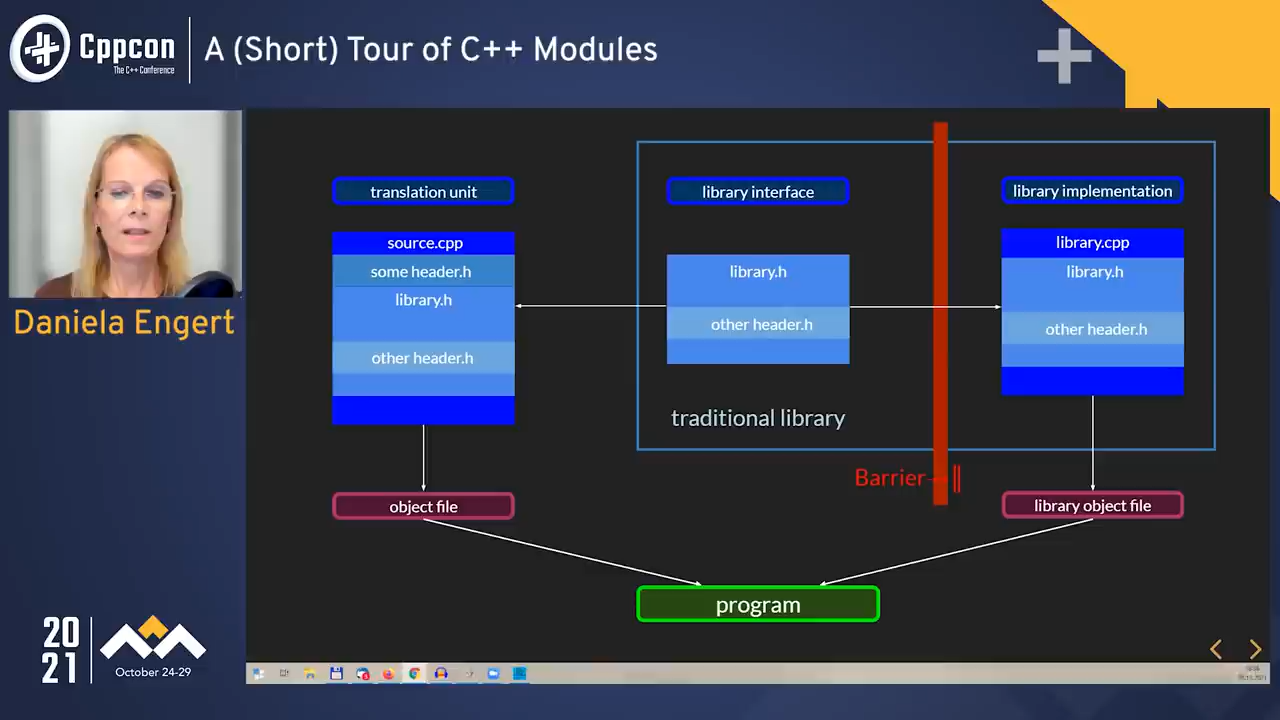 Cppcon
The C++ Conference
A (Short) Tour of C++ Modules
Daniela Engert
20
21
October 24-29
translation unit
source.cpp
some header.h
library.h
other header.h
object file
library interface
library.h
other header.h
traditional library
library implementation
library.cpp
library.h
other header.h
Barrier
library object file
program